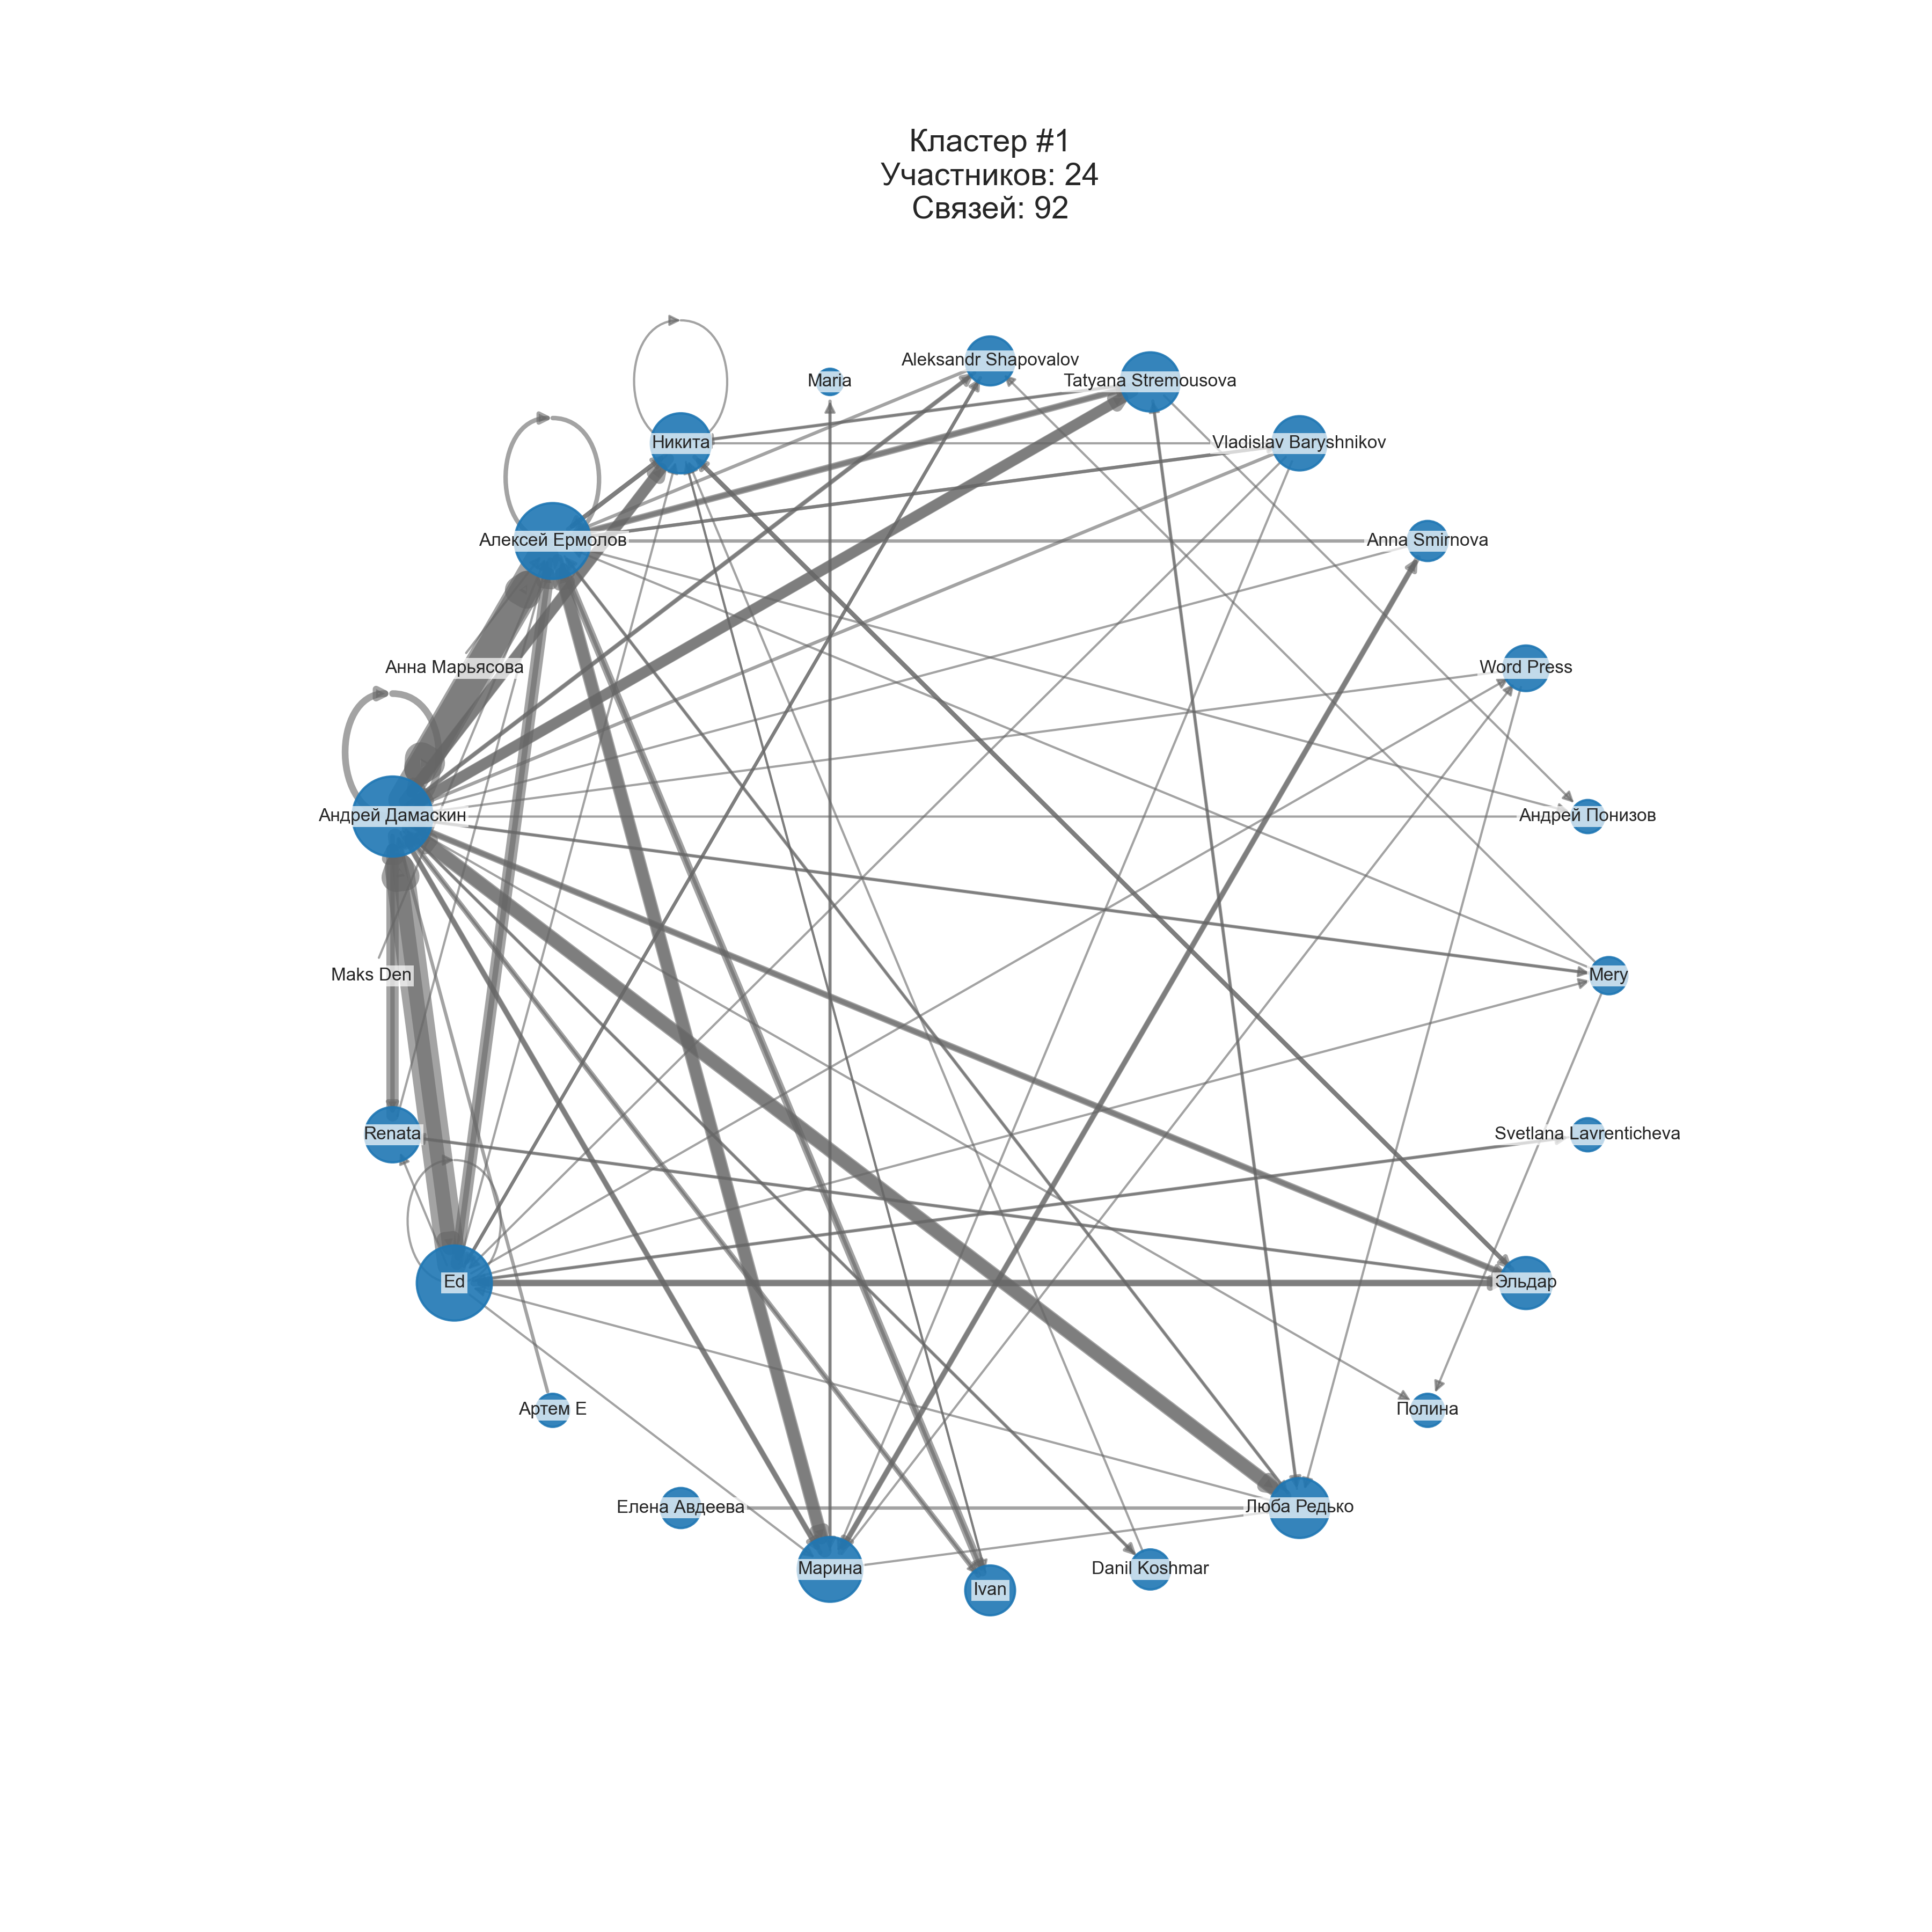 Кластер #1
Участников: 24
Связей: 92
Aleksandr Shapovalov
Maria
Tatyana Stremousova
Никита
Vladislav Baryshnikov
Алексей Ермолов
Anna Smirnova
Анна Марьясова
Word Press
Андрей Дамаскин
Андрей Понизов
Maks Den
Mery
Renata
Svetlana Lavrenticheva
Ed
Эльдар
Артем Е
Полина
Елена Авдеева
Люба Редько
Марина
Danil Koshmar
Ivan